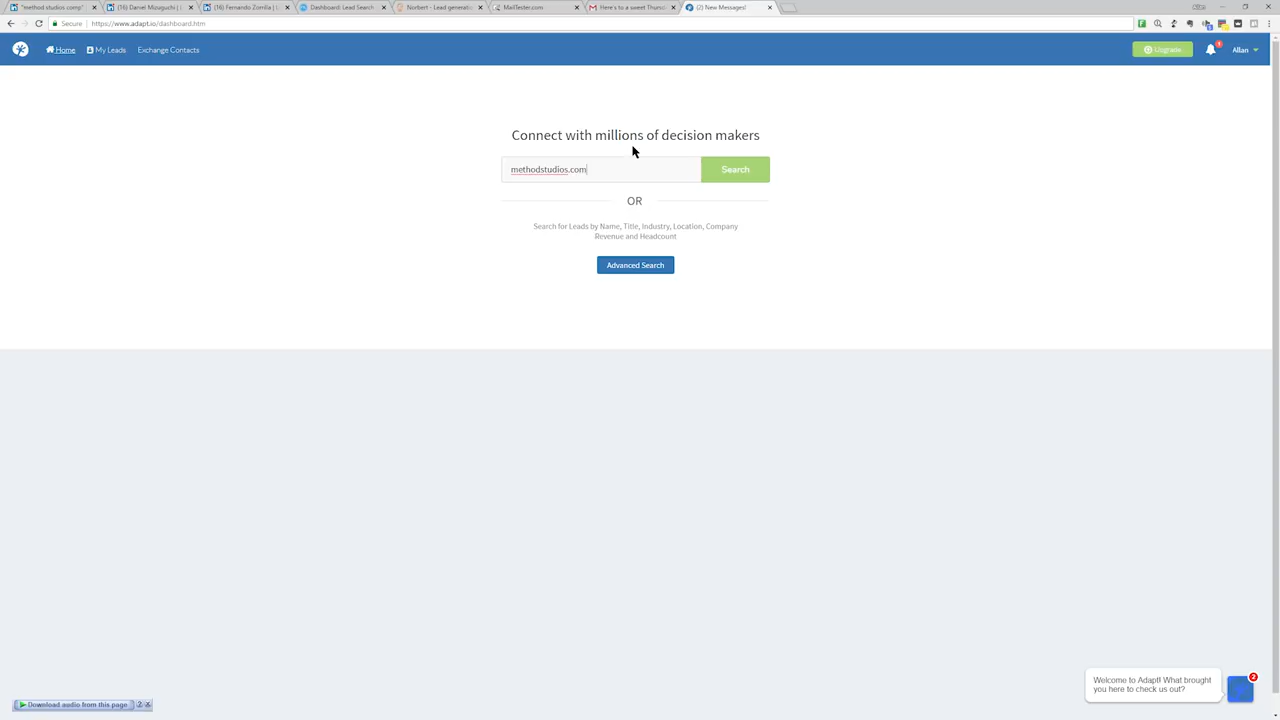 "method studios comp"
(16) Daniel Mizuguchi |
(16) Fernando Zorrilla |
Dashboard: Lead Search
Norbert - Lead generatio
MailTester.com
Here's to a sweet Thursd
(2) New Messages!
Secure
https://www.adapt.io/dashboard.htm
Home
My Leads
Exchange Contacts
Upgrade
1
Allan
Connect with millions of decision makers
methodstudios.com
Search
OR
Search for Leads by Name, Title, Industry, Location, Company
Revenue and Headcount
Advanced Search
Welcome to Adapt! What brought
you here to check us out?
2
Download audio from this page
?